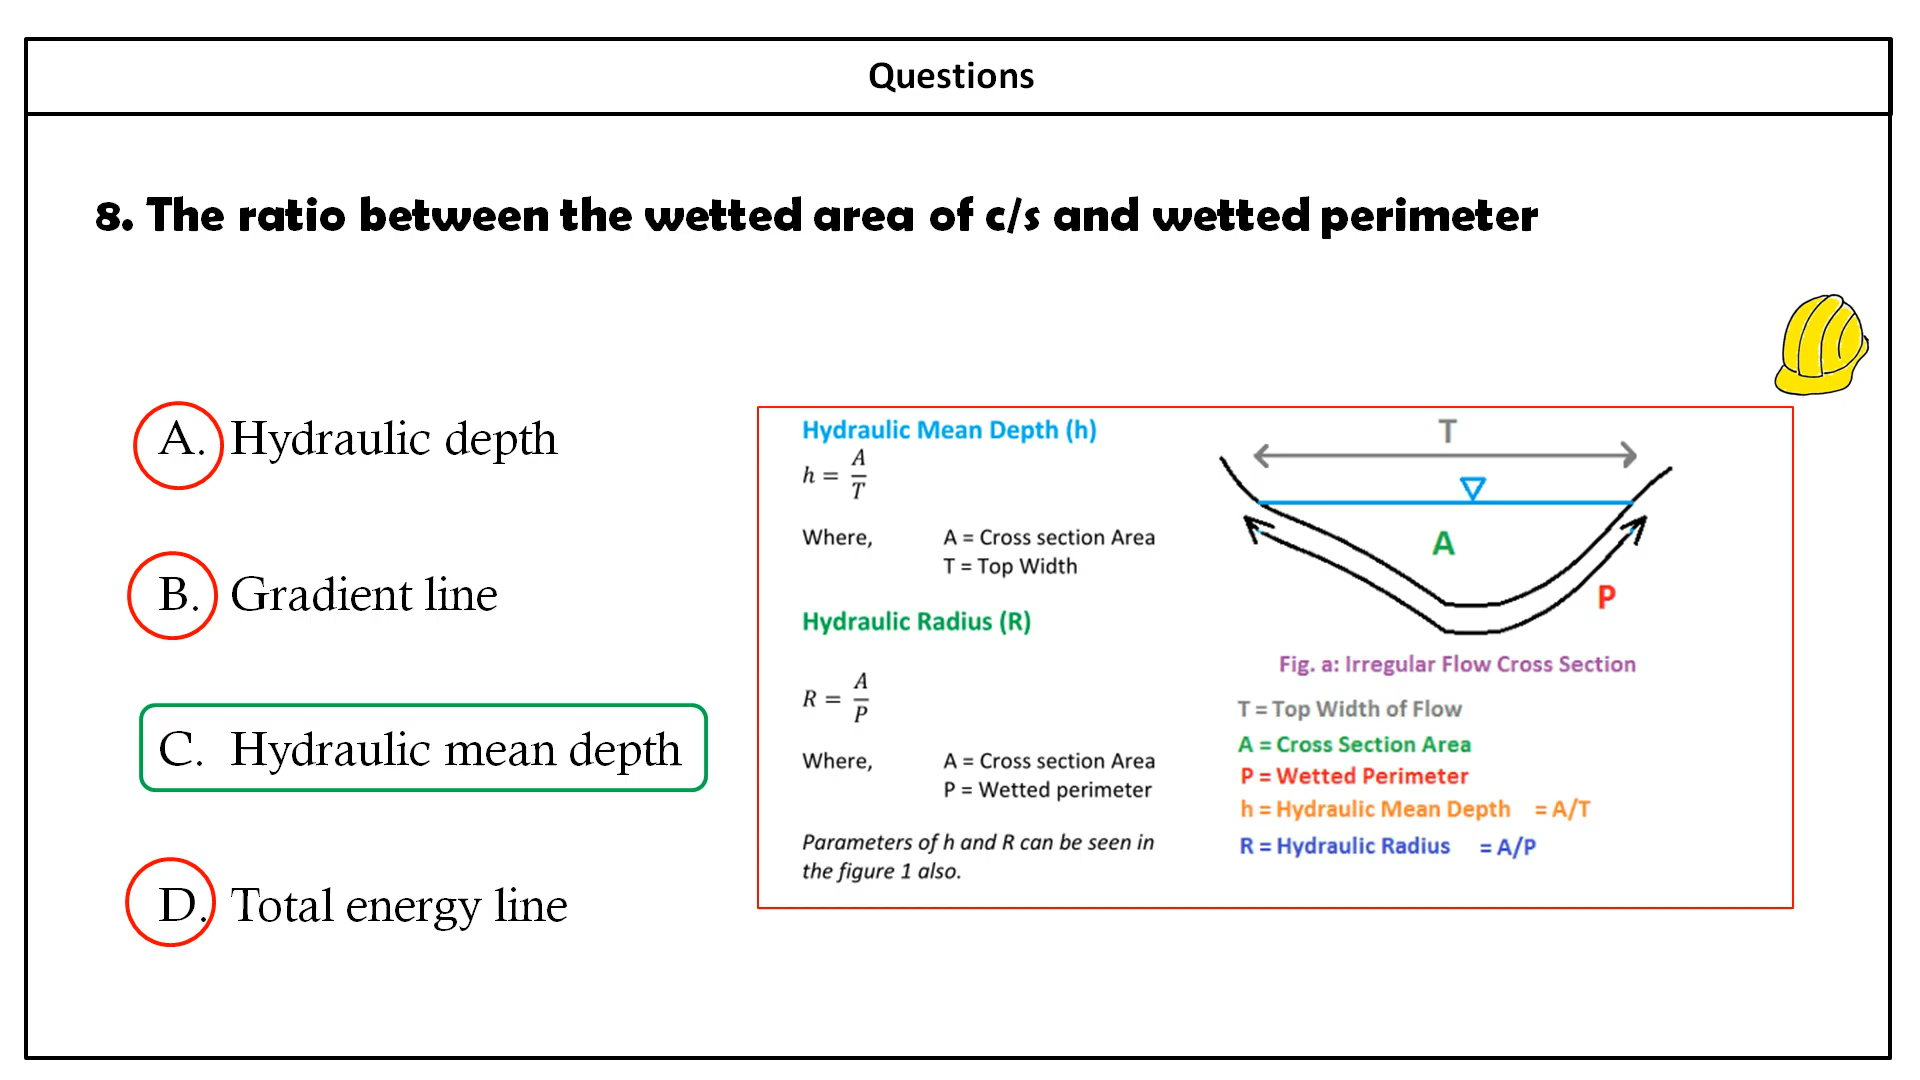 Questions
8. The ratio between the wetted area of c/s and wetted perimeter
A. Hydraulic depth
B. Gradient line
C. Hydraulic mean depth
D. Total energy line
Hydraulic Mean Depth (h)
h = A/T
Where, A = Cross section Area
T = Top Width
Hydraulic Radius (R)
R = A/P
Where, A = Cross section Area
P = Wetted perimeter
Parameters of h and R can be seen in
the figure 1 also.
T
A
P
Fig. a: Irregular Flow Cross Section
T = Top Width of Flow
A = Cross Section Area
P = Wetted Perimeter
h = Hydraulic Mean Depth = A/T
R = Hydraulic Radius = A/P